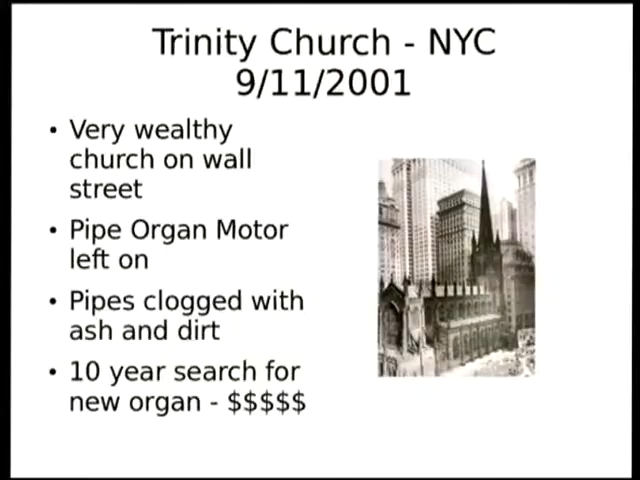 Trinity Church - NYC
9/11/2001
• Very wealthy
church on wall
street
• Pipe Organ Motor
left on
• Pipes clogged with
ash and dirt
• 10 year search for
new organ - $$$$$